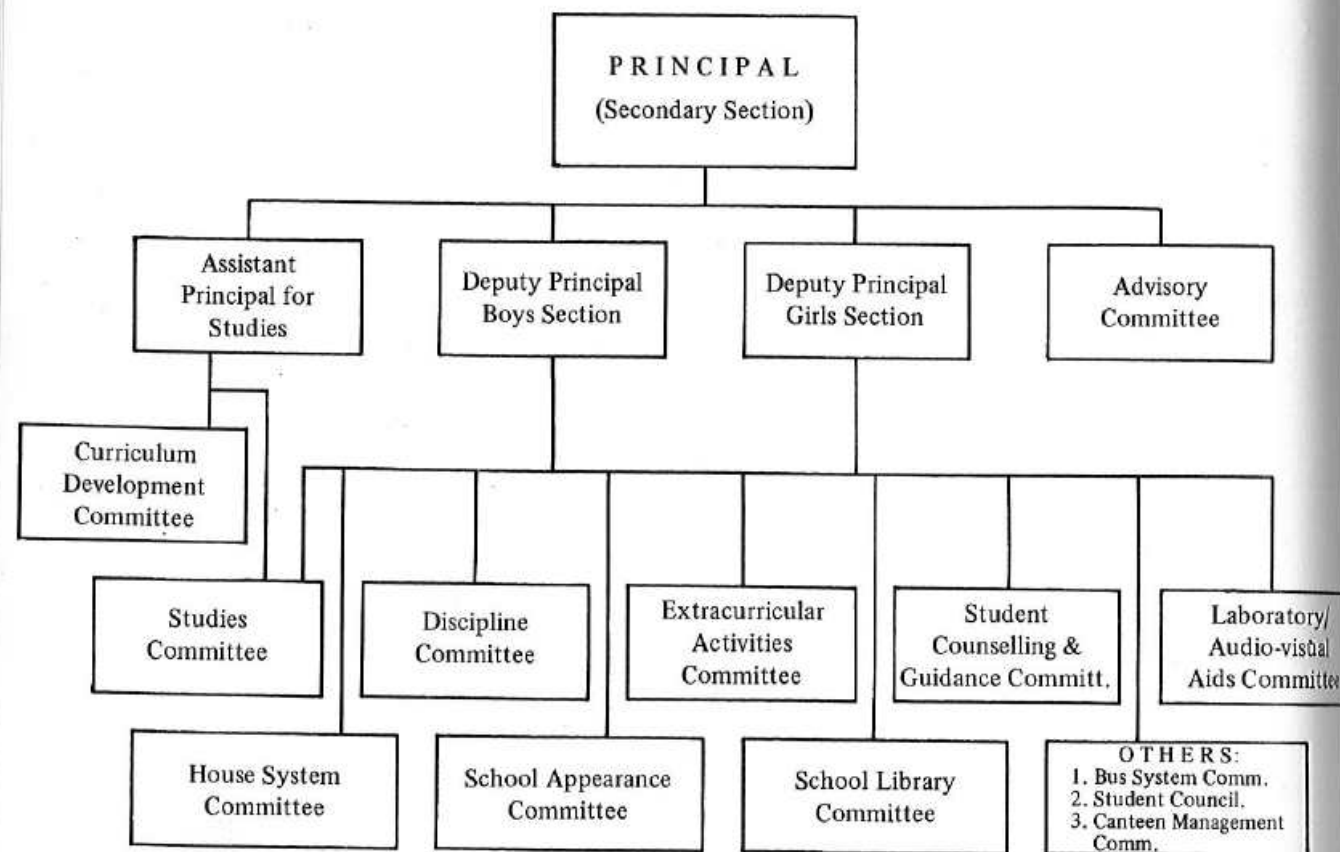 PRINCIPAL
(Secondary Section)
Assistant
Principal for
Studies
Deputy Principal
Boys Section
Deputy Principal
Girls Section
Advisory
Committee
Curriculum
Development
Committee
Studies
Committee
Discipline
Committee
Extracurricular
Activities
Committee
Student
Counselling &
Guidance Committ.
Laboratory/
Audio-visual
Aids Committee
House System
Committee
School Appearance
Committee
School Library
Committee
OTHERS:
1. Bus System Comm.
2. Student Council.
3. Canteen Management
Comm.